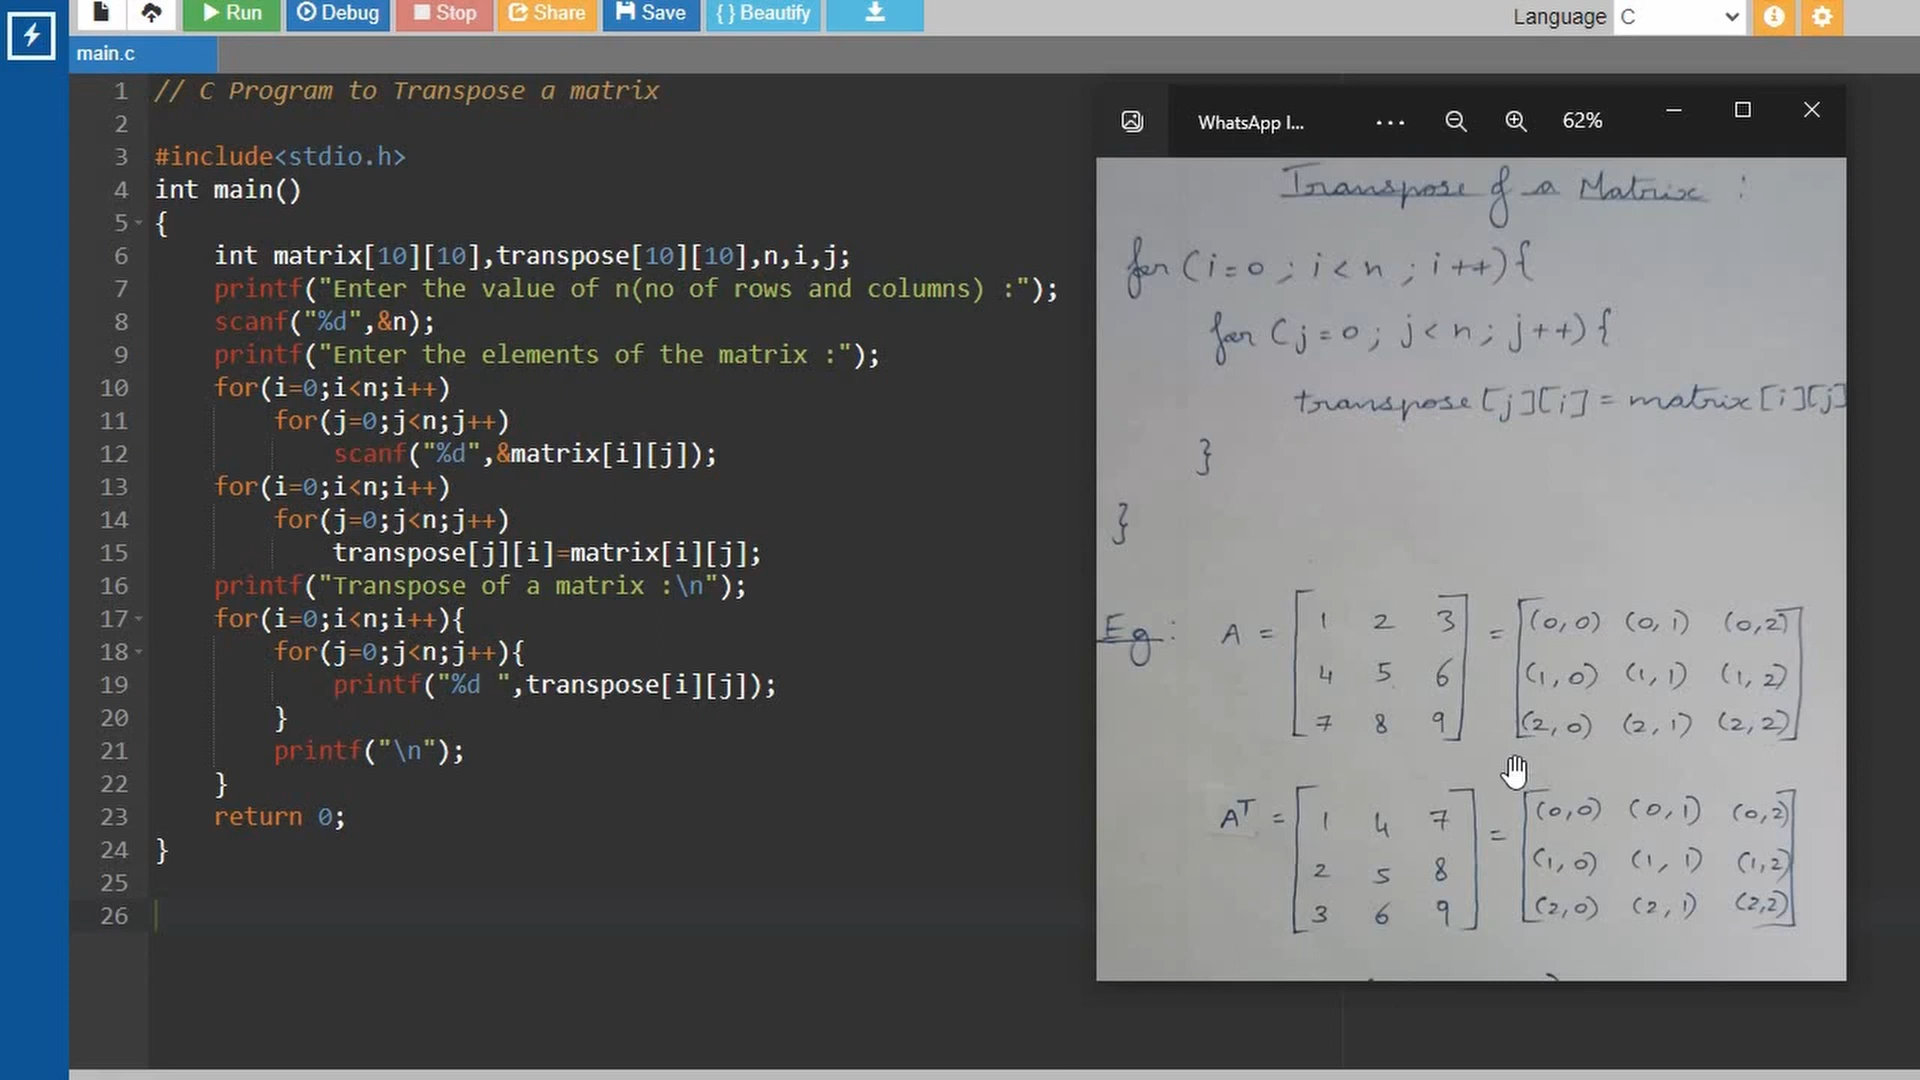 Run Debug Stop Share Save { } Beautify Language C
main.c
1 // C Program to Transpose a matrix
2
3 #include<stdio.h>
4 int main()
5 {
6 int matrix[10][10],transpose[10][10],n,i,j;
7 printf("Enter the value of n(no of rows and columns) :");
8 scanf("%d",&n);
9 printf("Enter the elements of the matrix :");
10 for(i=0;i<n;i++)
11 for(j=0;j<n;j++)
12 scanf("%d",&matrix[i][j]);
13 for(i=0;i<n;i++)
14 for(j=0;j<n;j++)
15 transpose[j][i]=matrix[i][j];
16 printf("Transpose of a matrix :\n");
17 for(i=0;i<n;i++){
18 for(j=0;j<n;j++){
19 printf("%d ",transpose[i][j]);
20 }
21 printf("\n");
22 }
23 return 0;
24 }
25
26
WhatsApp I... 62%
Transpose of a Matrix :
for (i=0 ; i<n ; i++){
for (j=0; j<n; j++){
transpose[j][i] = matrix[i][j]
}
}
Eg: A = [ 1 2 3 ] = [ (0,0) (0,1) (0,2) ]
4 5 6 (1,0) (1,1) (1,2)
7 8 9 (2,0) (2,1) (2,2)
Aᵀ = [ 1 4 7 ] = [ (0,0) (0,1) (0,2) ]
2 5 8 (1,0) (1,1) (1,2)
3 6 9 (2,0) (2,1) (2,2)